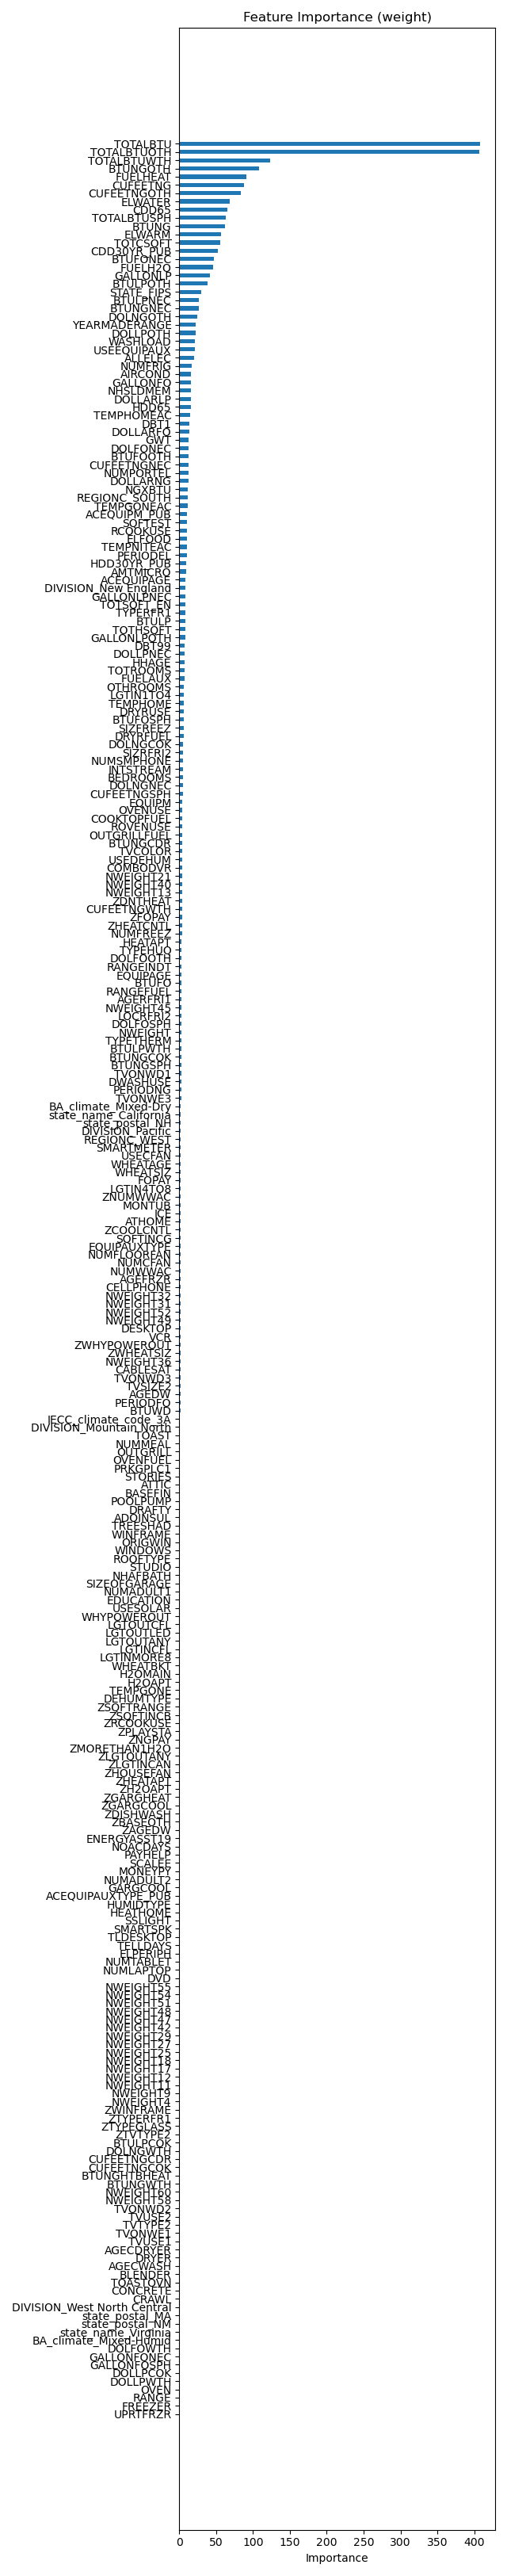 Feature Importance (weight)
TOTALBTU
TOTALBTUOTH
TOTALBTUWTH
BTUNGOTH
FUELHEAT
CUFEETNG
CUFEETNGOTH
ELWATER
CDD65
TOTALBTUSPH
BTUNG
ELWARM
TOTCSQFT
CDD30YR_PUB
BTUFONEC
FUELH2O
GALLONLP
BTULPOTH
STATE_FIPS
BTULPNEC
BTUNGNEC
DOLNGOTH
YEARMADERANGE
DOLLPOTH
WASHLOAD
USEEQUIPAUX
ALLELEC
NUMFRIG
AIRCOND
GALLONFO
NHSLDMEM
DOLLARLP
HDD65
TEMPHOMEAC
DBT1
DOLLARFO
GWT
DOLFONEC
BTUFOOTH
CUFEETNGNEC
NUMPORTEL
DOLLARNG
NGXBTU
REGIONC_SOUTH
TEMPGONEAC
ACEQUIPM_PUB
SQFTEST
RCOOKUSE
ELFOOD
TEMPNITEAC
PERIODEL
HDD30YR_PUB
AMTMICRO
ACEQUIPAGE
DIVISION_New England
GALLONLPNEC
TOTSQFT_EN
TYPERFR1
BTULP
TOTHSQFT
GALLONLPOTH
DBT99
DOLLPNEC
HHAGE
TOTROOMS
FUELAUX
OTHROOMS
LGTIN1TO4
TEMPHOME
DRYRUSE
BTUFOSPH
SIZFREEZ
DRYRFUEL
DOLNGCOK
SIZRFRI2
NUMSMPHONE
INTSTREAM
BEDROOMS
DOLNGNEC
CUFEETNGSPH
EQUIPM
OVENUSE
COOKTOPFUEL
ROVENUSE
OUTGRILLFUEL
BTUNGCDR
TVCOLOR
USEDEHUM
COMBODVR
NWEIGHT21
NWEIGHT40
NWEIGHT13
ZDNTHEAT
CUFEETNGWTH
ZFOPAY
ZHEATCNTL
NUMFREEZ
HEATAPT
TYPEHUQ
DOLFOOTH
RANGEINDT
EQUIPAGE
BTUFO
RANGEFUEL
AGERFRI1
NWEIGHT45
LOCRFRI2
DOLFOSPH
NWEIGHT
TYPETHERM
BTULPWTH
BTUNGCOK
BTUNGSPH
TVONWD1
DWASHUSE
PERIODNG
TVONWE3
BA_climate_Mixed-Dry
state_name_California
state_postal_NH
DIVISION_Pacific
REGIONC_WEST
SMARTMETER
USECFAN
WHEATAGE
WHEATSIZ
FOPAY
LGTIN4TO8
ZNUMWWAC
MONTUB
ICE
ATHOME
ZCOOLCNTL
SQFTINCG
EQUIPAUXTYPE
NUMFLOORFAN
NUMCFAN
NUMWWAC
AGEFRZR
CELLPHONE
NWEIGHT32
NWEIGHT31
NWEIGHT52
NWEIGHT49
DESKTOP
VCR
ZWHYPOWEROUT
ZWHEATSIZ
NWEIGHT36
CABLESAT
TVONWD3
TVSIZE2
AGEDW
PERIODFO
BTUWD
IECC_climate_code_3A
DIVISION_Mountain North
TOAST
NUMMEAL
OUTGRILL
OVENFUEL
PRKGPLC1
STORIES
ATTIC
BASEFIN
POOLPUMP
DRAFTY
ADQINSUL
TREESHAD
WINFRAME
ORIGWIN
WINDOWS
ROOFTYPE
STUDIO
NHAFBATH
SIZEOFGARAGE
NUMADULT1
EDUCATION
USESOLAR
WHYPOWEROUT
LGTOUTCFL
LGTOUTLED
LGTOUTANY
LGTINCFL
LGTINMORE8
WHEATBKT
H2OMAIN
H2OAPT
TEMPGONE
DEHUMTYPE
ZSQFTRANGE
ZSQFTINCB
ZRCOOKUSE
ZPLAYSTA
ZNGPAY
ZMORETHAN1H2O
ZLGTOUTANY
ZLGTINCAN
ZHOUSEFAN
ZHEATAPT
ZH2OAPT
ZGARGHEAT
ZGARGCOOL
ZDISHWASH
ZBASEOTH
ZAGEDW
ENERGYASST19
NOACDAYS
PAYHELP
SCALEE
MONEYPY
NUMADULT2
GARGCOOL
ACEQUIPAUXTYPE_PUB
HUMIDTYPE
HEATHOME
SSLIGHT
SMARTSPK
TLDESKTOP
TELLDAYS
ELPERIPH
NUMTABLET
NUMLAPTOP
DVD
NWEIGHT55
NWEIGHT54
NWEIGHT51
NWEIGHT48
NWEIGHT47
NWEIGHT42
NWEIGHT29
NWEIGHT27
NWEIGHT25
NWEIGHT18
NWEIGHT17
NWEIGHT12
NWEIGHT11
NWEIGHT9
NWEIGHT4
ZWINFRAME
ZTYPERFR1
ZTYPEGLASS
ZTVTYPE2
BTULPCOK
DOLNGWTH
CUFEETNGCDR
CUFEETNGCOK
BTUNGHTBHEAT
BTUNGWTH
NWEIGHT60
NWEIGHT58
TVONWD2
TVUSE2
TVTYPE2
TVONWE1
TVUSE1
AGECDRYER
DRYER
AGECWASH
BLENDER
TOASTOVN
CONCRETE
CRAWL
DIVISION_West North Central
state_postal_MA
state_postal_NM
state_name_Virginia
BA_climate_Mixed-Humid
DOLFOWTH
GALLONFONEC
GALLONFOSPH
DOLLPCOK
DOLLPWTH
OVEN
RANGE
FREEZER
UPRTFRZR
0 50 100 150 200 250 300 350 400
Importance